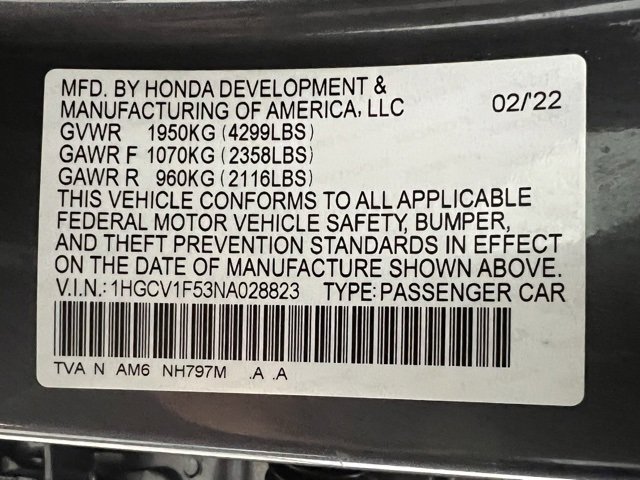 MFD. BY HONDA DEVELOPMENT &
MANUFACTURING OF AMERICA, LLC 02/'22
GVWR 1950KG (4299LBS)
GAWR F 1070KG (2358LBS)
GAWR R 960KG (2116LBS)
THIS VEHICLE CONFORMS TO ALL APPLICABLE
FEDERAL MOTOR VEHICLE SAFETY, BUMPER,
AND THEFT PREVENTION STANDARDS IN EFFECT
ON THE DATE OF MANUFACTURE SHOWN ABOVE.
V.I.N.: 1HGCV1F53NA028823 TYPE: PASSENGER CAR
TVA N AM6 NH797M .A .A